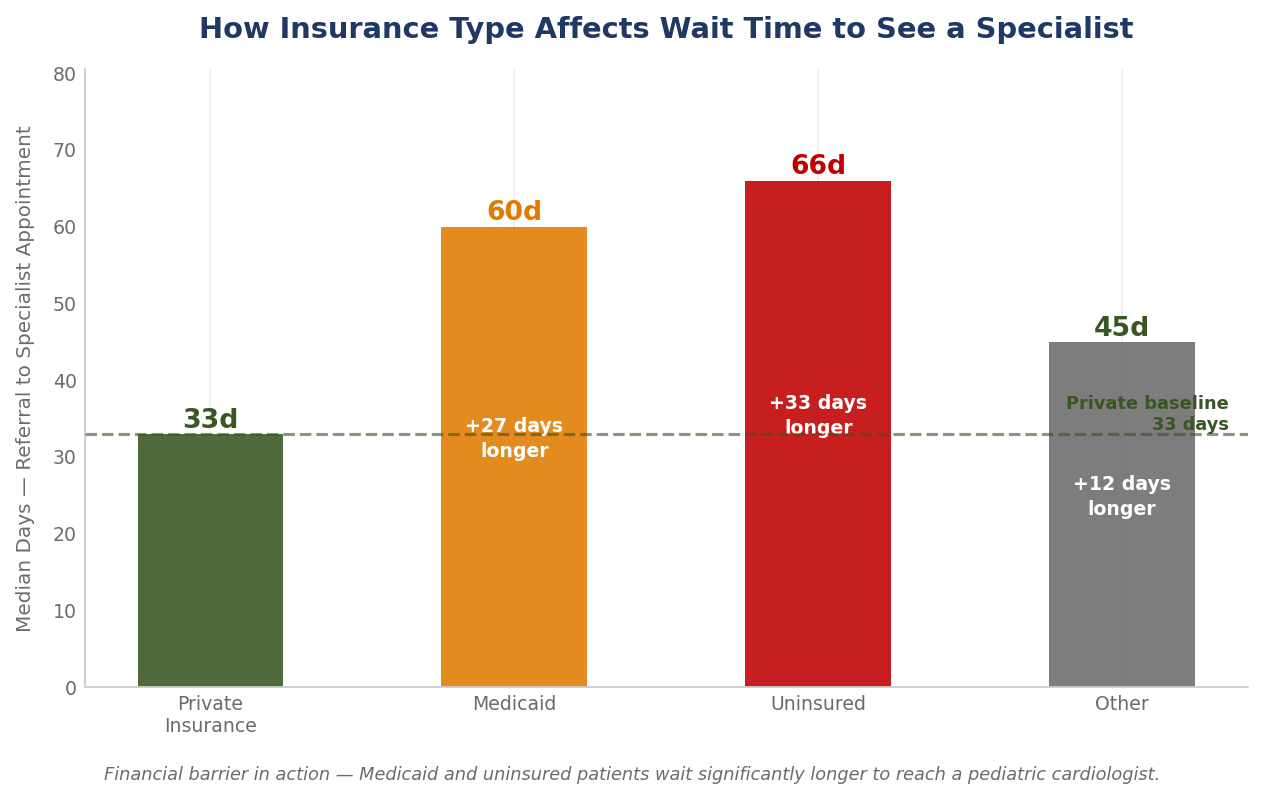 How Insurance Type Affects Wait Time to See a Specialist
Median Days — Referral to Specialist Appointment
80
70
60
50
40
30
20
10
0
33d
60d
66d
45d
+27 days
longer
+33 days
longer
Private baseline
33 days
+12 days
longer
Private
Insurance
Medicaid
Uninsured
Other
Financial barrier in action — Medicaid and uninsured patients wait significantly longer to reach a pediatric cardiologist.